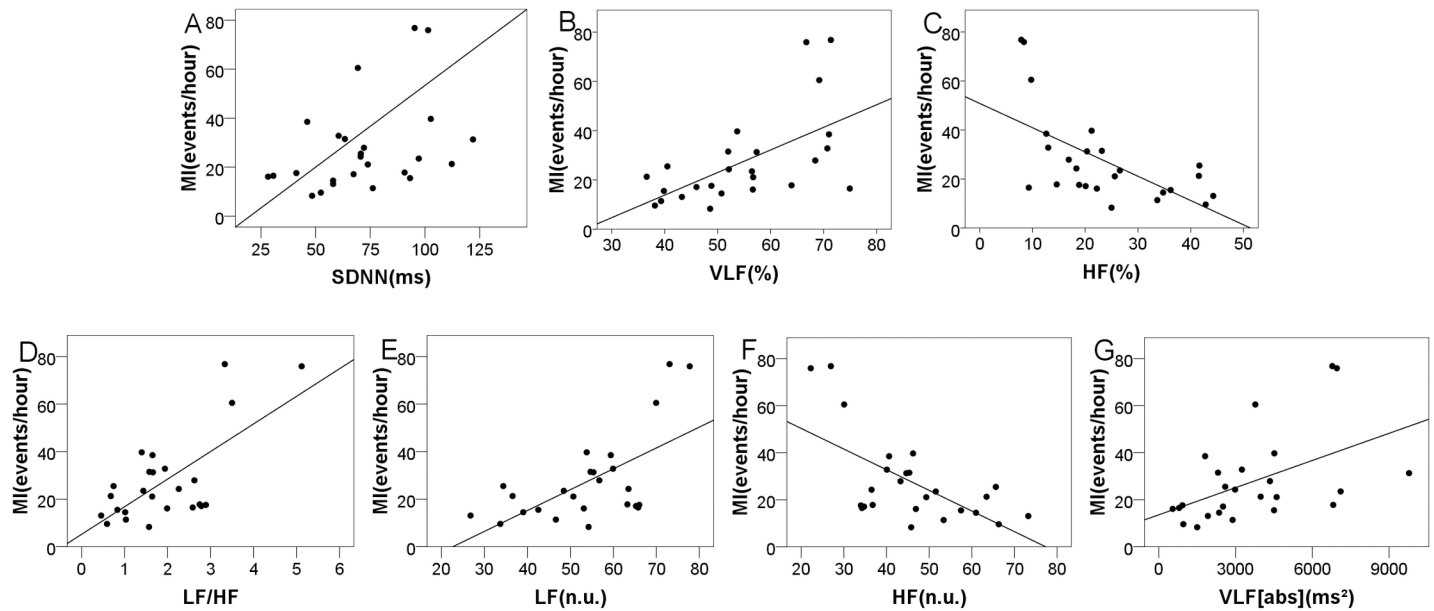 A
MI(events/hour)
80
60
40
20
0
25 50 75 100 125
SDNN(ms)
B
MI(events/hour)
80
60
40
20
0
30 40 50 60 70 80
VLF(%)
C
MI(events/hour)
80
60
40
20
0
0 10 20 30 40 50
HF(%)
D
MI(events/hour)
80
60
40
20
0
0 1 2 3 4 5 6
LF/HF
E
MI(events/hour)
80
60
40
20
0
20 30 40 50 60 70 80
LF(n.u.)
F
MI(events/hour)
80
60
40
20
0
20 30 40 50 60 70 80
HF(n.u.)
G
MI(events/hour)
80
60
40
20
0
0 3000 6000 9000
VLF[abs](ms²)